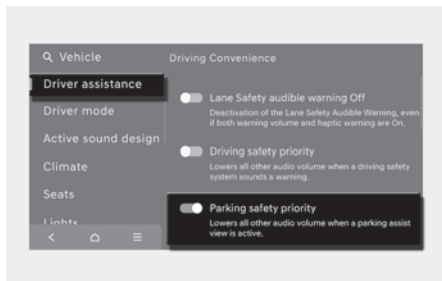 Vehicle
Driving Convenience
Driver assistance
Driver mode
Active sound design
Climate
Seats
Lights
Lane Safety audible warning Off
Deactivation of the Lane Safety Audible Warning, even
if both warning volume and haptic warning are On.
Driving safety priority
Lowers all other audio volume when a driving safety
system sounds a warning.
Parking safety priority
Lowers all other audio volume when a parking assist
view is active.